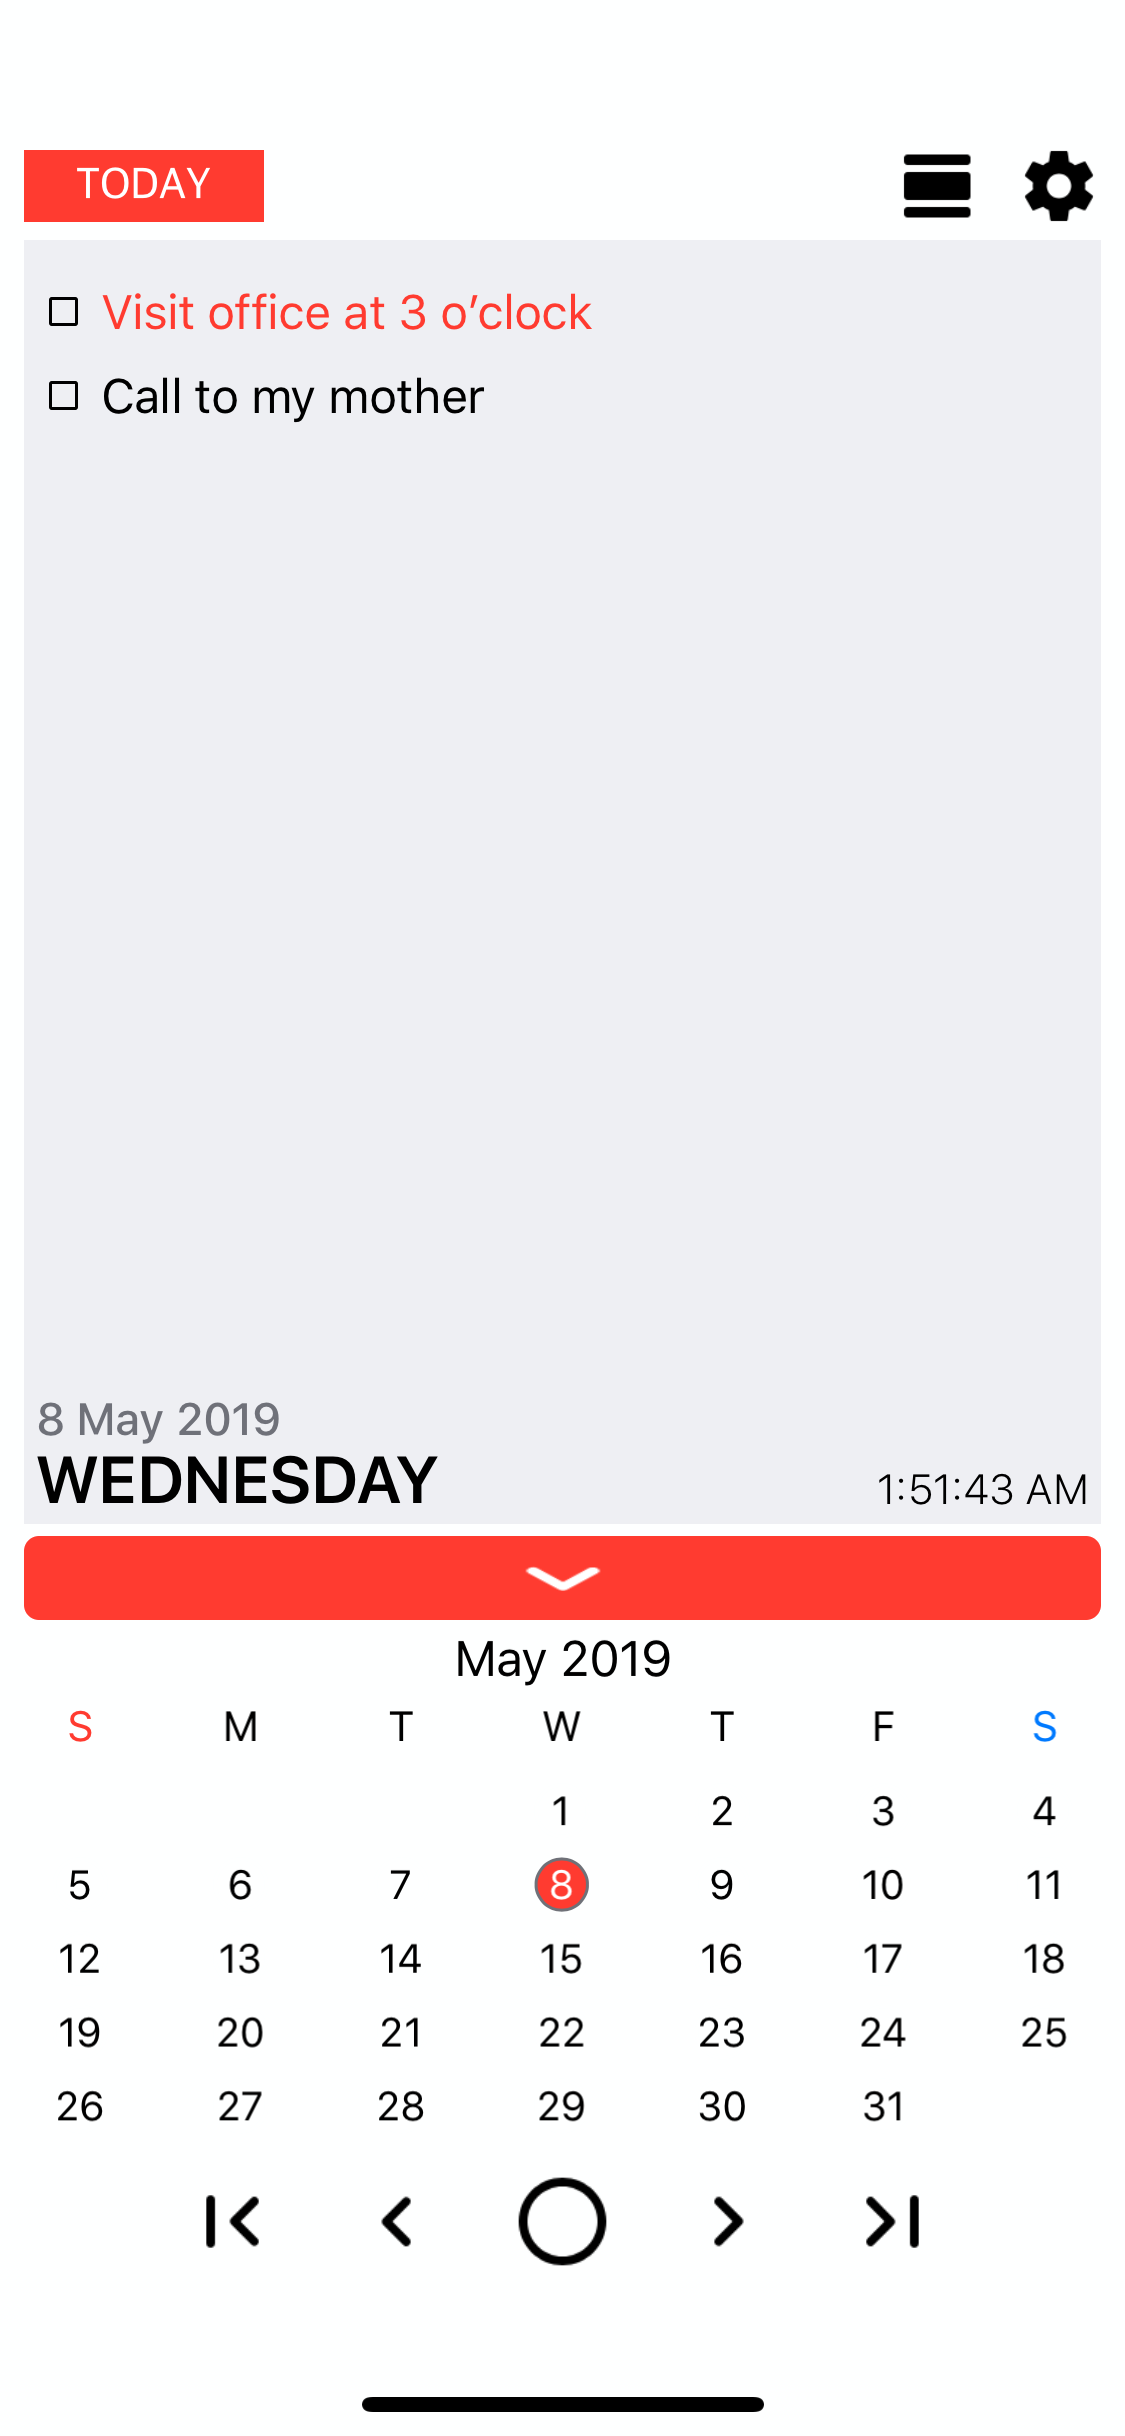 TODAY
Visit office at 3 o’clock
Call to my mother
8 May 2019
WEDNESDAY
1:51:43 AM
May 2019
S M T W T F S
1 2 3 4
5 6 7 8 9 10 11
12 13 14 15 16 17 18
19 20 21 22 23 24 25
26 27 28 29 30 31